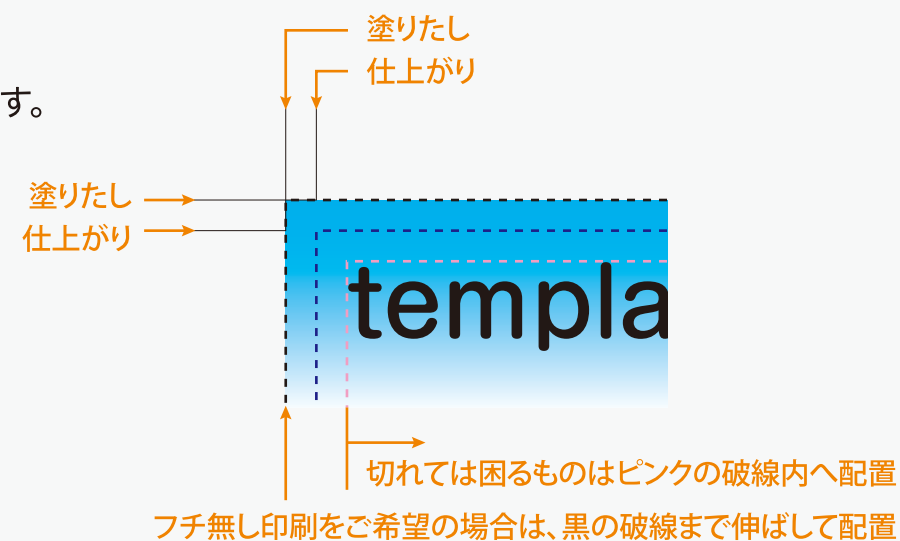 塗りたし
仕上がり
す。
塗りたし
仕上がり
templa
切れては困るものはピンクの破線内へ配置
フチ無し印刷をご希望の場合は、黒の破線まで伸ばして配置